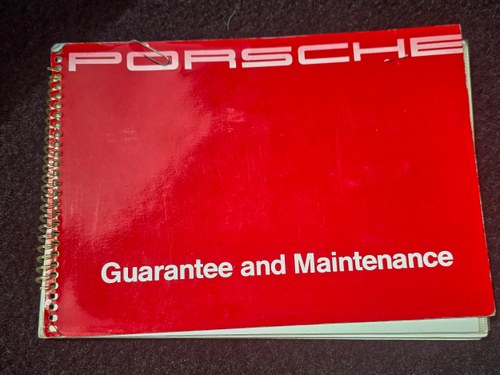 PORSCHE
Guarantee and Maintenance